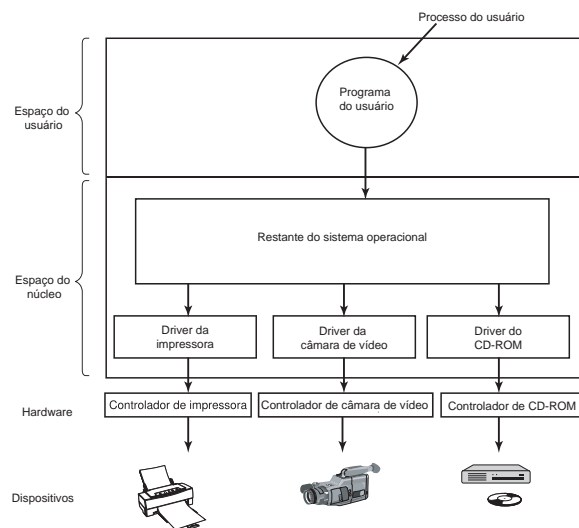 Processo do usuário
Programa
do usuário
Espaço do
usuário
Restante do sistema operacional
Espaço do
núcleo
Driver da
impressora
Driver da
câmara de vídeo
Driver do
CD-ROM
Hardware
Controlador de impressora
Controlador de câmara de vídeo
Controlador de CD-ROM
Dispositivos